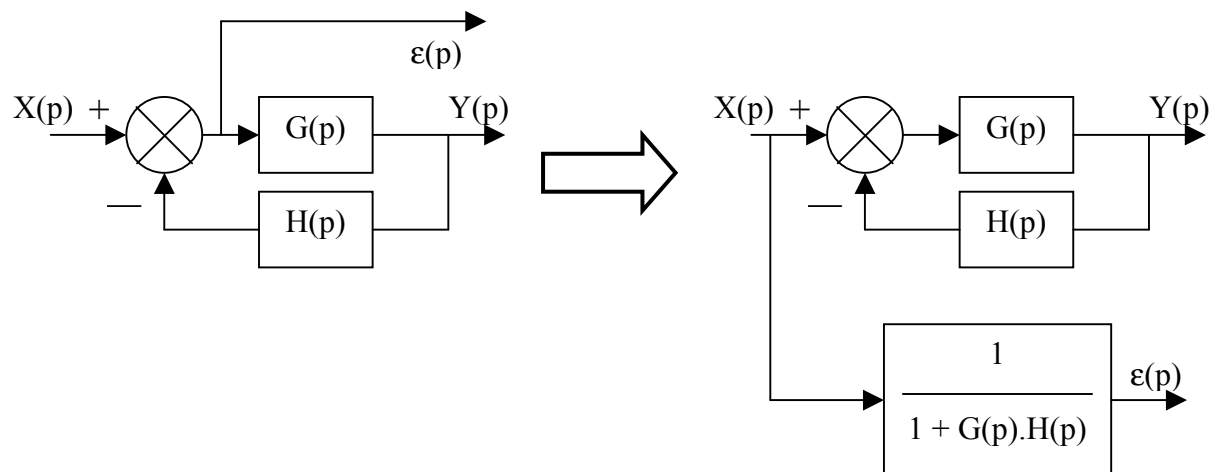 ε(p)
X(p) +
G(p)
Y(p)
—
H(p)
X(p) +
G(p)
Y(p)
—
H(p)
1
1 + G(p).H(p)
ε(p)